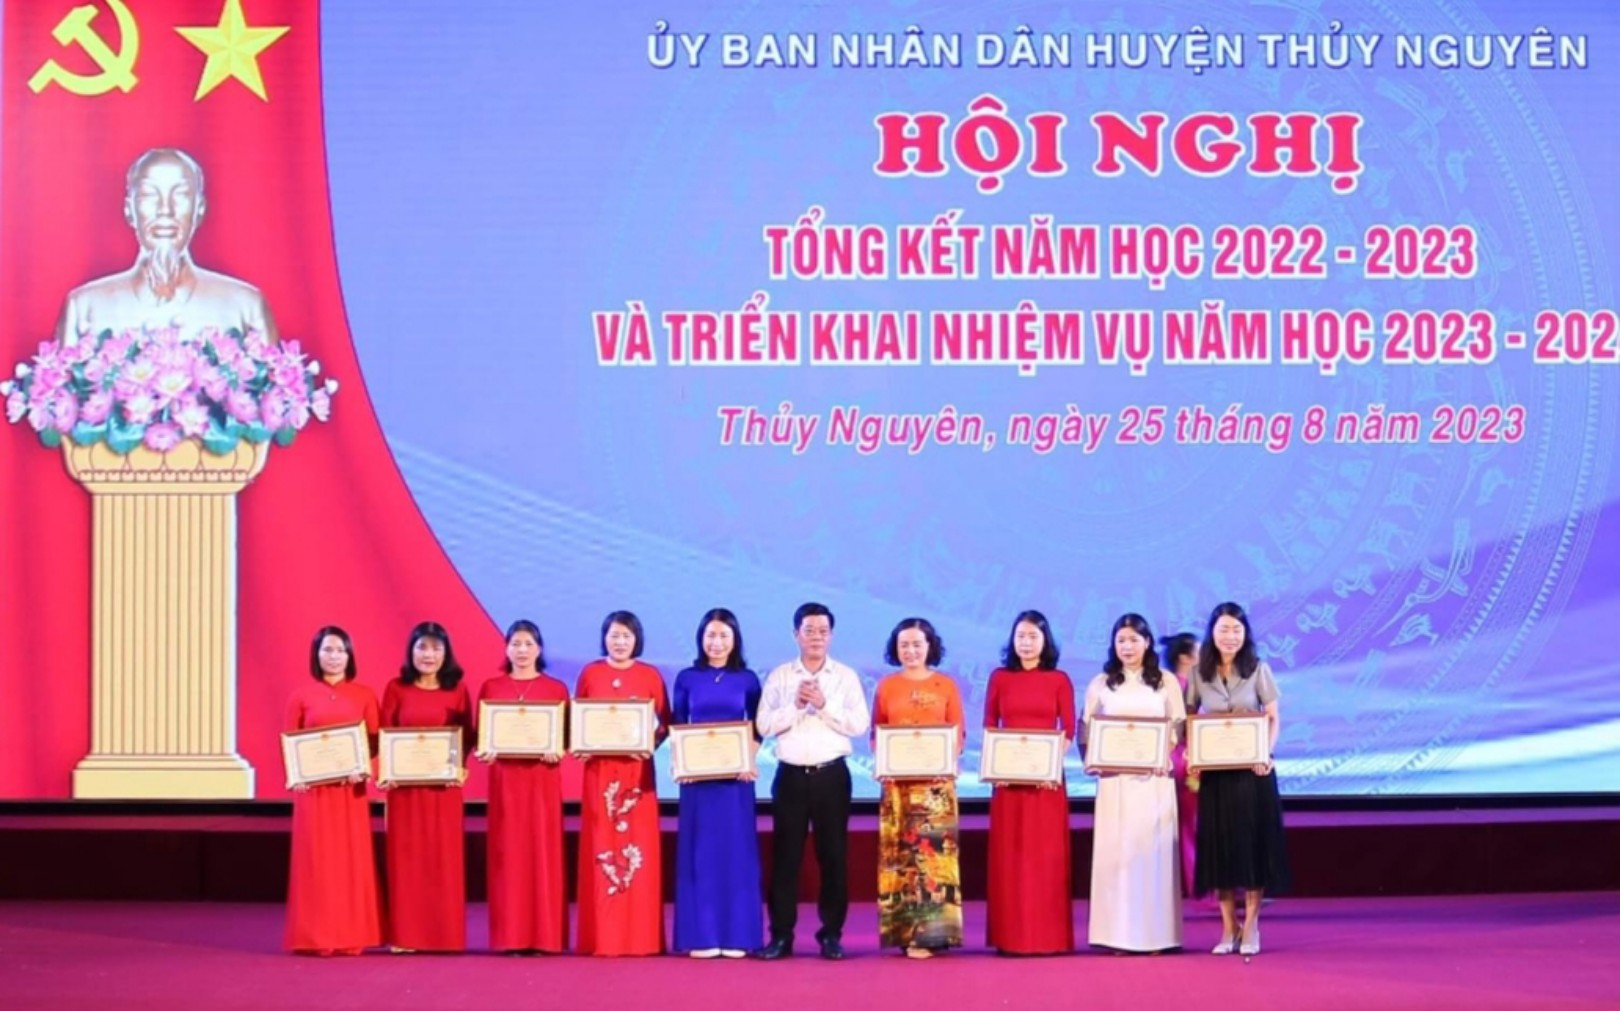 ỦY BAN NHÂN DÂN HUYỆN THỦY NGUYÊN
HỘI NGHỊ
TỔNG KẾT NĂM HỌC 2022 - 2023
VÀ TRIỂN KHAI NHIỆM VỤ NĂM HỌC 2023 - 202
Thủy Nguyên, ngày 25 tháng 8 năm 2023